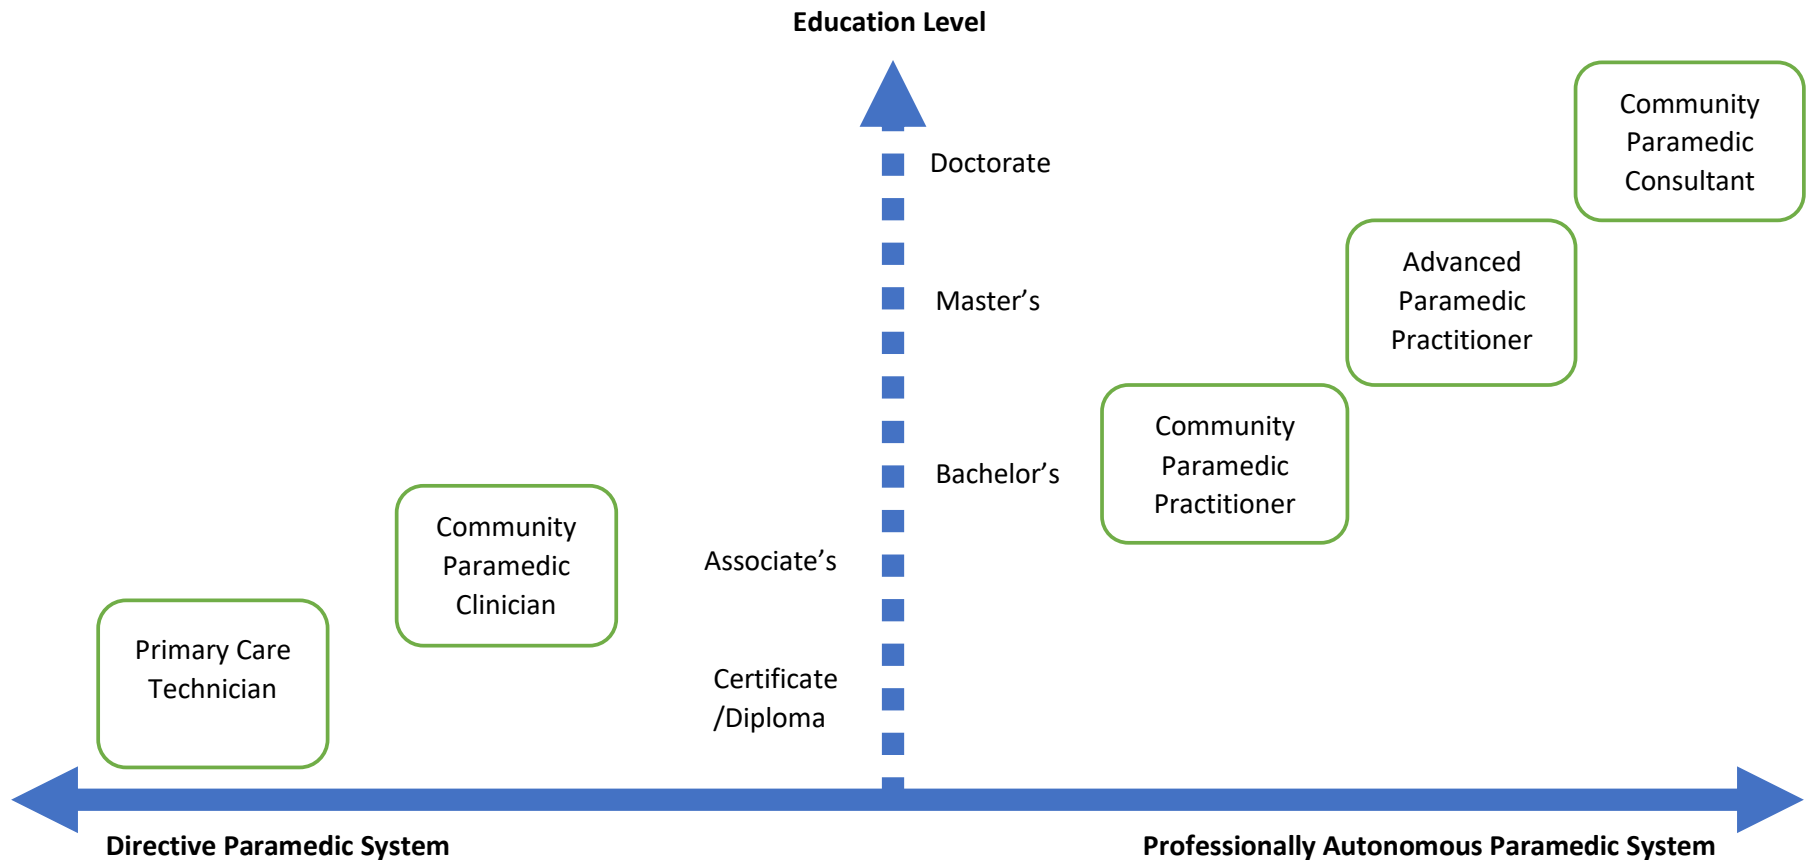 Education Level
Community
Paramedic
Consultant
Doctorate
Advanced
Paramedic
Practitioner
Master’s
Community
Paramedic
Practitioner
Bachelor’s
Community
Paramedic
Clinician
Associate’s
Primary Care
Technician
Certificate
/Diploma
Directive Paramedic System
Professionally Autonomous Paramedic System